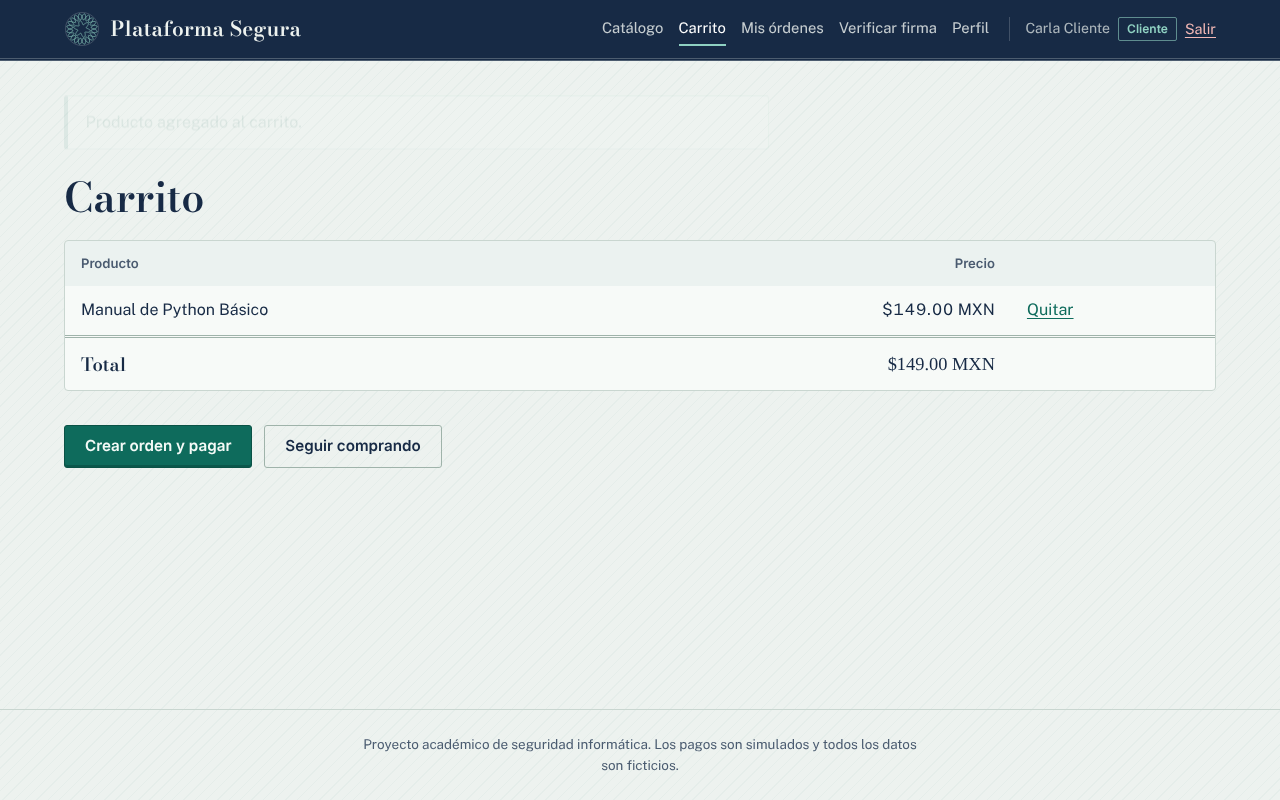 Plataforma Segura
Catálogo Carrito Mis órdenes Verificar firma Perfil Carla Cliente Cliente Salir
Producto agregado al carrito.
Carrito
Producto Precio
Manual de Python Básico $149.00 MXN Quitar
Total $149.00 MXN
Crear orden y pagar Seguir comprando
Proyecto académico de seguridad informática. Los pagos son simulados y todos los datos
son ficticios.